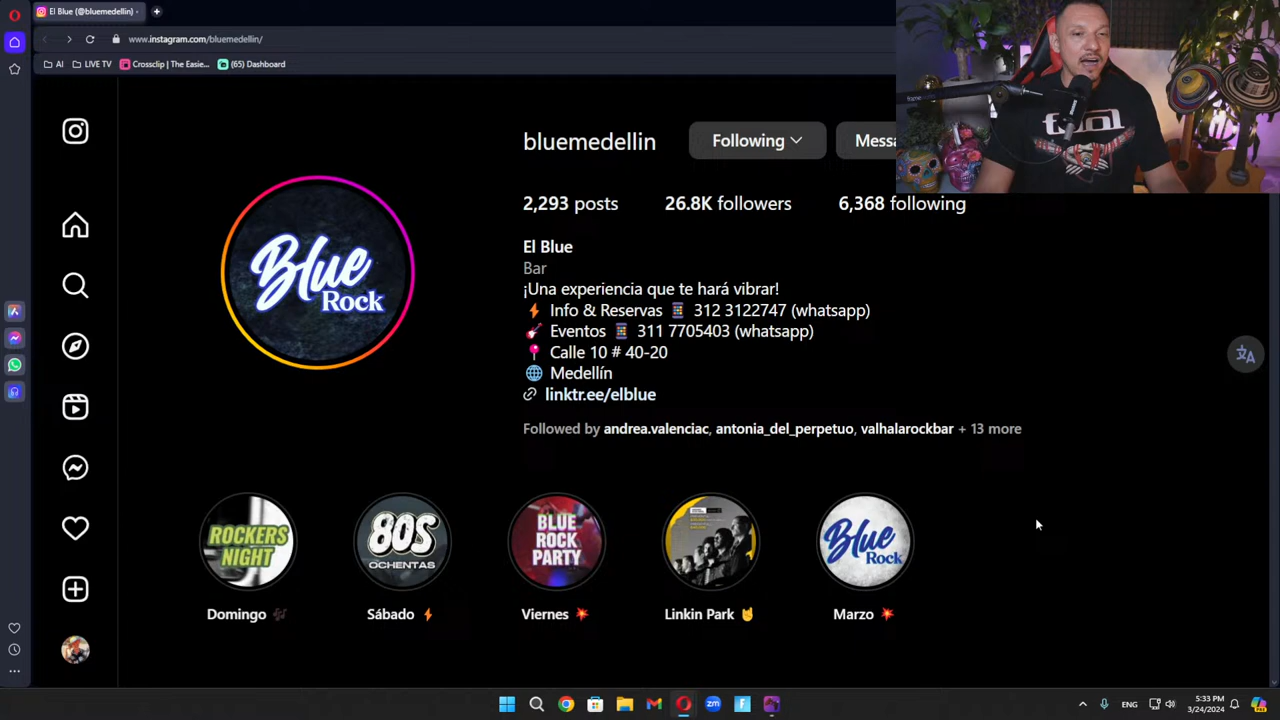 El Blue (@bluemedellin) •
www.instagram.com/bluemedellin/
AI
LIVE TV
Crossclip | The Easie...
(65) Dashboard
bluemedellin
Following
Messa
2,293 posts
26.8K followers
6,368 following
El Blue
Bar
¡Una experiencia que te hará vibrar!
⚡ Info & Reservas 📱 312 3122747 (whatsapp)
🎸 Eventos 📱 311 7705403 (whatsapp)
📍 Calle 10 # 40-20
🌐 Medellín
linktr.ee/elblue
Followed by andrea.valenciac, antonia_del_perpetuo, valhalarockbar + 13 more
Blue
Rock
ROCKERS
NIGHT
80S
OCHENTAS
BLUE
ROCK
PARTY
Blue
Rock
Domingo 🎶
Sábado ⚡
Viernes 💥
Linkin Park 🤘
Marzo 💥
TOOL
5:33 PM
3/24/2024